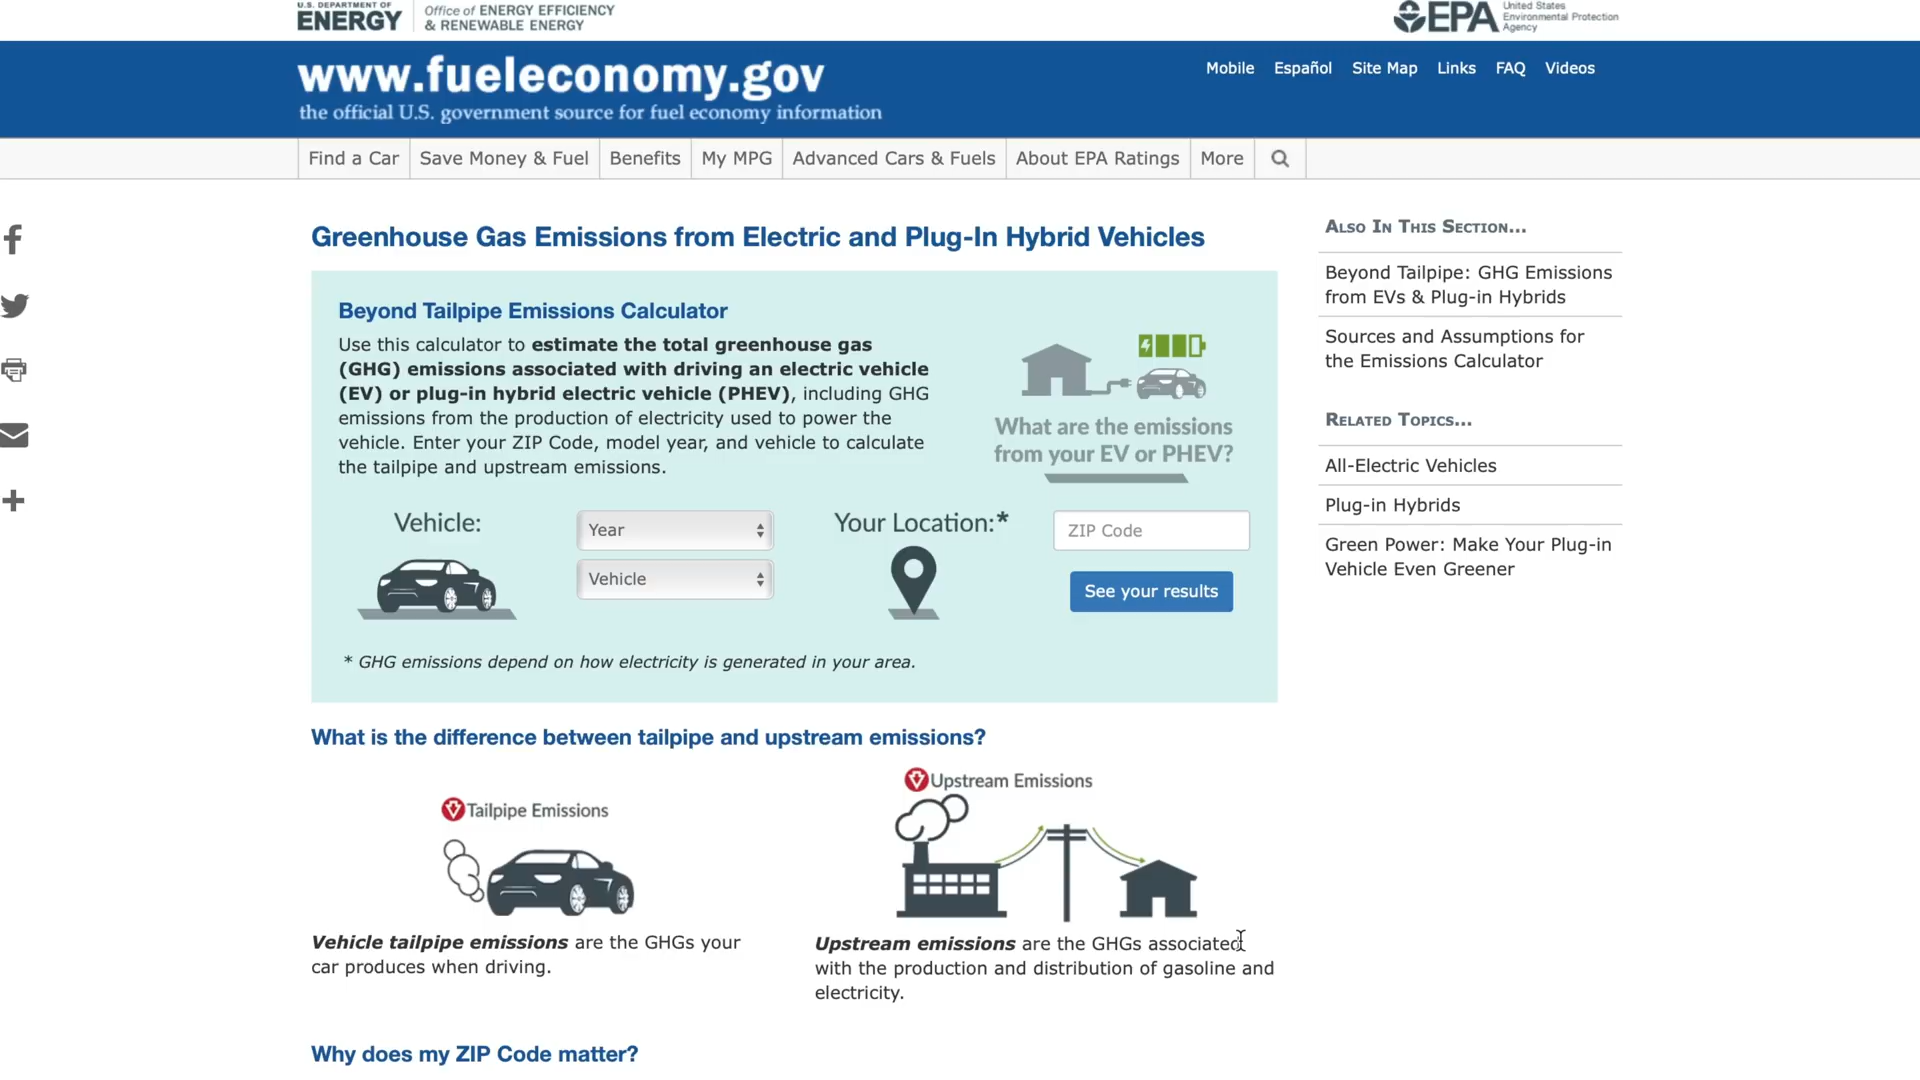 U.S. DEPARTMENT OF
ENERGY
Office of ENERGY EFFICIENCY
& RENEWABLE ENERGY
EPA
United States
Environmental Protection
Agency
www.fueleconomy.gov
the official U.S. government source for fuel economy information
Mobile Español Site Map Links FAQ Videos
Find a Car Save Money & Fuel Benefits My MPG Advanced Cars & Fuels About EPA Ratings More
Greenhouse Gas Emissions from Electric and Plug-In Hybrid Vehicles
Beyond Tailpipe Emissions Calculator
Use this calculator to estimate the total greenhouse gas
(GHG) emissions associated with driving an electric vehicle
(EV) or plug-in hybrid electric vehicle (PHEV), including GHG
emissions from the production of electricity used to power the
vehicle. Enter your ZIP Code, model year, and vehicle to calculate
the tailpipe and upstream emissions.
What are the emissions
from your EV or PHEV?
Vehicle:
Year
Vehicle
Your Location:*
ZIP Code
See your results
* GHG emissions depend on how electricity is generated in your area.
What is the difference between tailpipe and upstream emissions?
Tailpipe Emissions
Vehicle tailpipe emissions are the GHGs your
car produces when driving.
Upstream Emissions
Upstream emissions are the GHGs associated
with the production and distribution of gasoline and
electricity.
Why does my ZIP Code matter?
Also In This Section...
Beyond Tailpipe: GHG Emissions
from EVs & Plug-in Hybrids
Sources and Assumptions for
the Emissions Calculator
Related Topics...
All-Electric Vehicles
Plug-in Hybrids
Green Power: Make Your Plug-in
Vehicle Even Greener